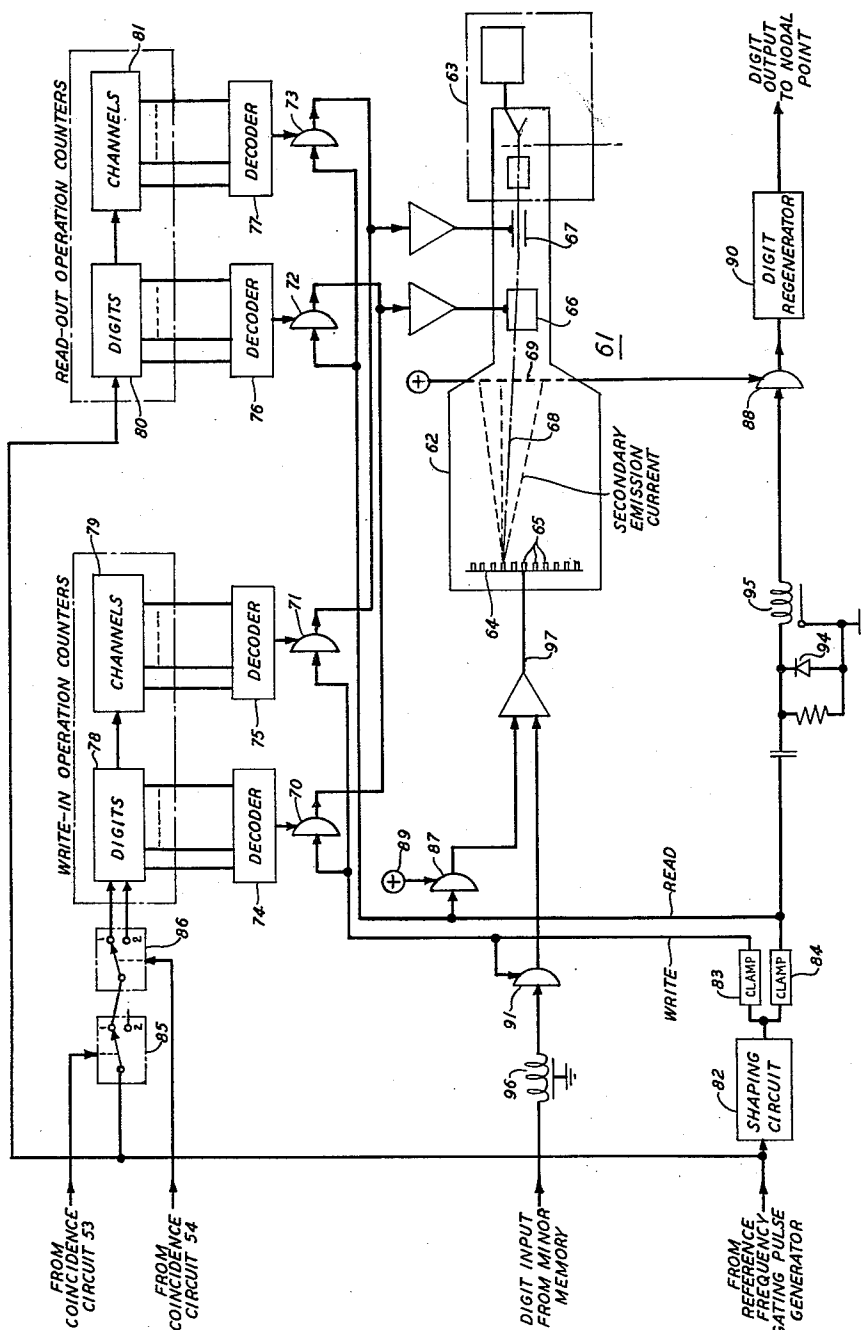 FROM
COINCIDENCE
CIRCUIT 53
FROM
COINCIDENCE
CIRCUIT 54
85
1
2
86
1
2
WRITE-IN OPERATION COUNTERS
78
DIGITS
79
CHANNELS
DECODER
74
DECODER
75
70
71
READ-OUT OPERATION COUNTERS
DIGITS
80
CHANNELS
81
DECODER
76
DECODER
77
72
73
89
87
97
62
64
65
68
69
66
67
63
61
SECONDARY
EMISSION
CURRENT
DIGIT INPUT
FROM MINOR
MEMORY
96
91
WRITE
READ
FROM
REFERENCE
FREQUENCY
GATING PULSE
GENERATOR
82
SHAPING
CIRCUIT
83
CLAMP
CLAMP
84
94
95
88
90
DIGIT
REGENERATOR
DIGIT
OUTPUT
TO NODAL
POINT